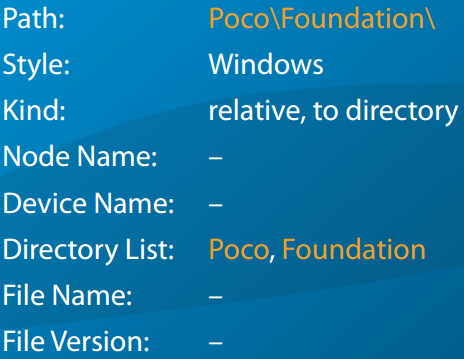 Path: Poco\Foundation\
Style: Windows
Kind: relative, to directory
Node Name: –
Device Name: –
Directory List: Poco, Foundation
File Name: –
File Version: –